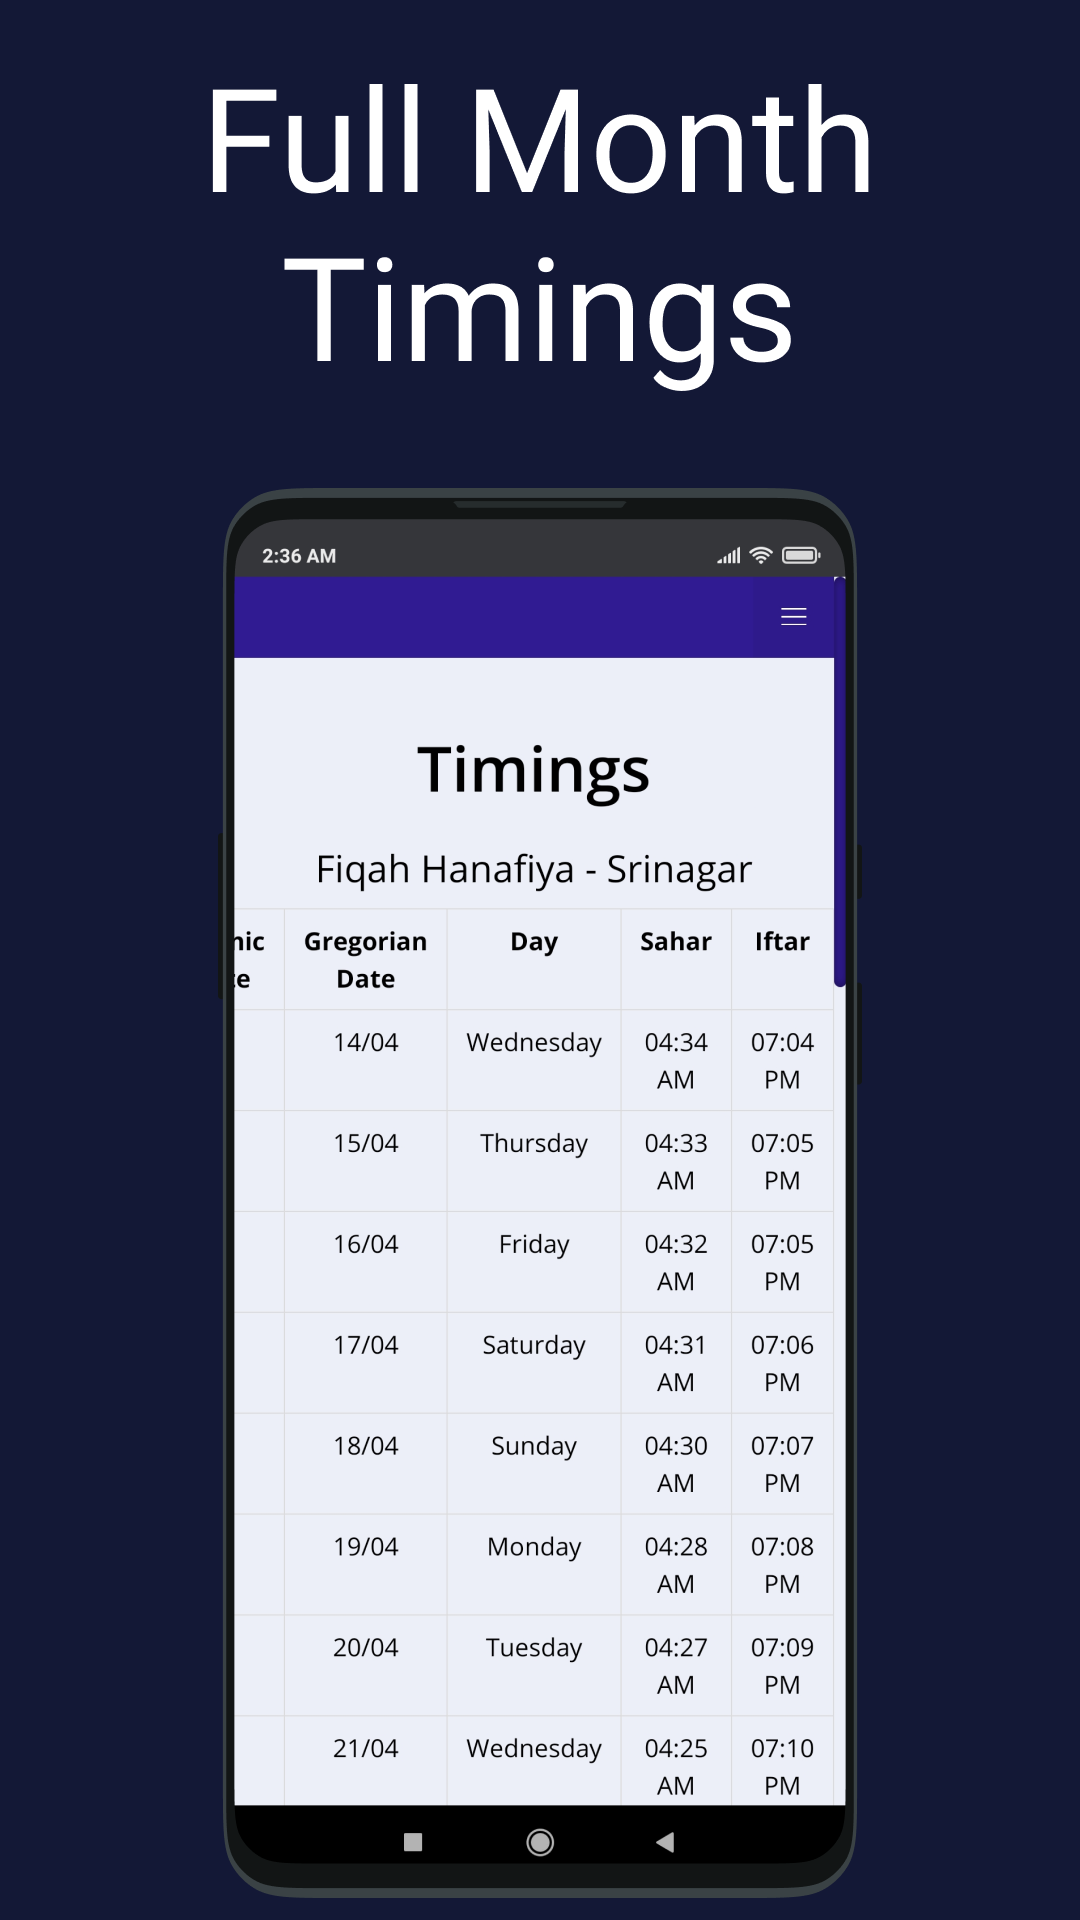 Full Month
Timings
2:36 AM
Timings
Fiqah Hanafiya - Srinagar
Gregorian Day Sahar Iftar
Date
14/04 Wednesday 04:34 07:04
AM PM
15/04 Thursday 04:33 07:05
AM PM
16/04 Friday 04:32 07:05
AM PM
17/04 Saturday 04:31 07:06
AM PM
18/04 Sunday 04:30 07:07
AM PM
19/04 Monday 04:28 07:08
AM PM
20/04 Tuesday 04:27 07:09
AM PM
21/04 Wednesday 04:25 07:10
AM PM